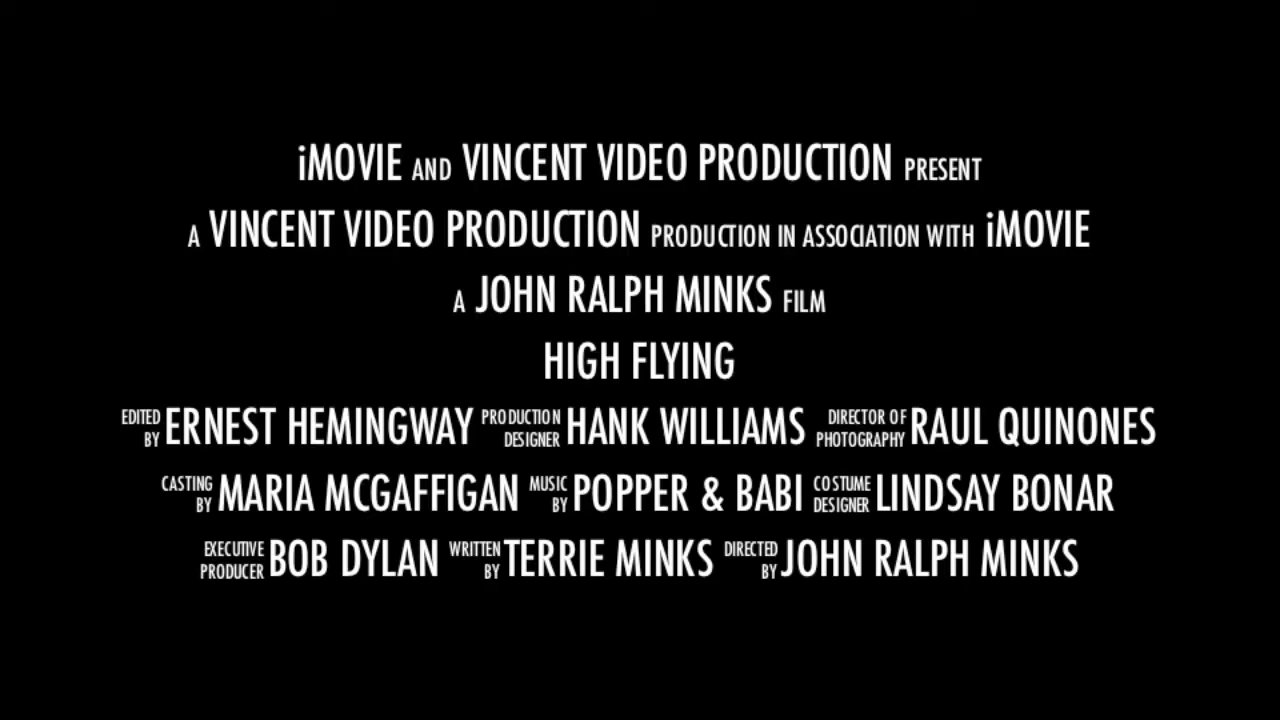 iMOVIE AND VINCENT VIDEO PRODUCTION PRESENT
A VINCENT VIDEO PRODUCTION PRODUCTION IN ASSOCIATION WITH iMOVIE
A JOHN RALPH MINKS FILM
HIGH FLYING
EDITED BY ERNEST HEMINGWAY PRODUCTION DESIGNER HANK WILLIAMS DIRECTOR OF PHOTOGRAPHY RAUL QUINONES
CASTING BY MARIA MCGAFFIGAN MUSIC BY POPPER & BABI COSTUME DESIGNER LINDSAY BONAR
EXECUTIVE PRODUCER BOB DYLAN WRITTEN BY TERRIE MINKS DIRECTED BY JOHN RALPH MINKS